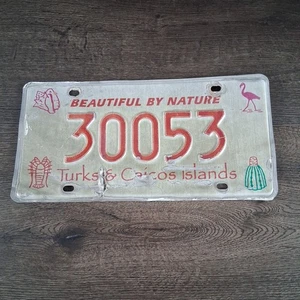 BEAUTIFUL BY NATURE
30053
Turks & Caicos Islands